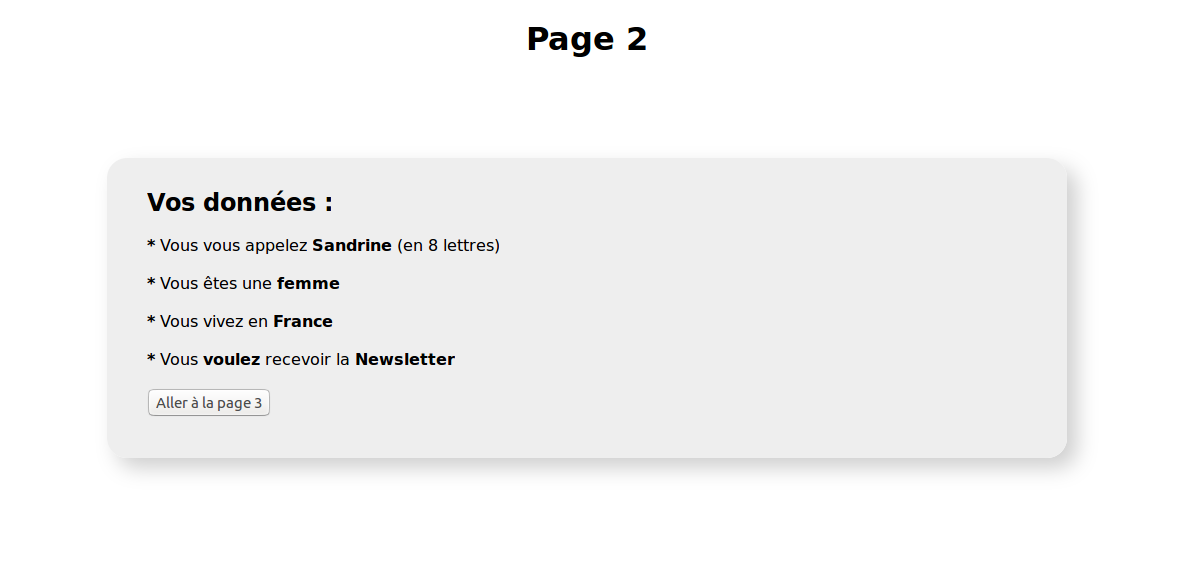 Page 2
Vos données :
* Vous vous appelez Sandrine (en 8 lettres)
* Vous êtes une femme
* Vous vivez en France
* Vous voulez recevoir la Newsletter
Aller à la page 3